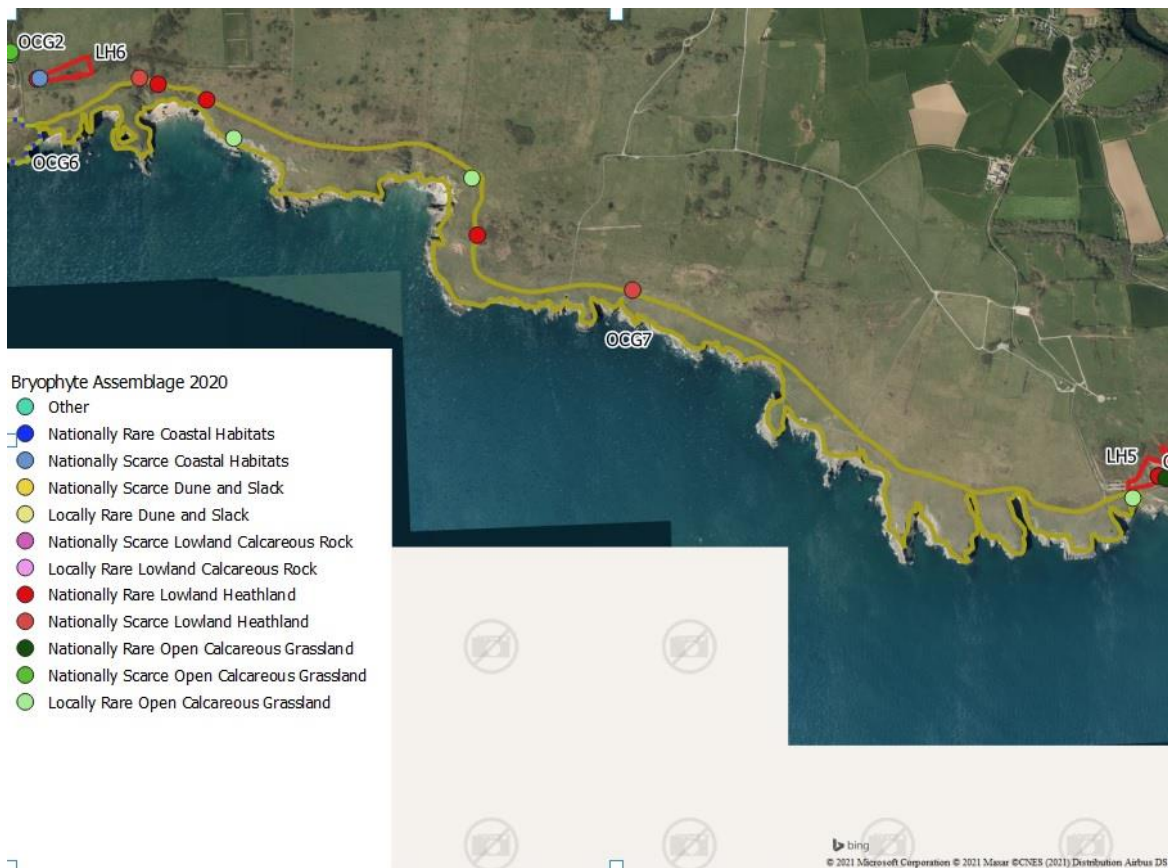 OCG2
LH6
OCG6
OCG7
LH5
Bryophyte Assemblage 2020
Other
Nationally Rare Coastal Habitats
Nationally Scarce Coastal Habitats
Nationally Scarce Dune and Slack
Locally Rare Dune and Slack
Nationally Scarce Lowland Calcareous Rock
Locally Rare Lowland Calcareous Rock
Nationally Rare Lowland Heathland
Nationally Scarce Lowland Heathland
Nationally Rare Open Calcareous Grassland
Nationally Scarce Open Calcareous Grassland
Locally Rare Open Calcareous Grassland
bing
© 2021 Microsoft Corporation © 2021 Maxar ©CNES (2021) Distribution Airbus DS